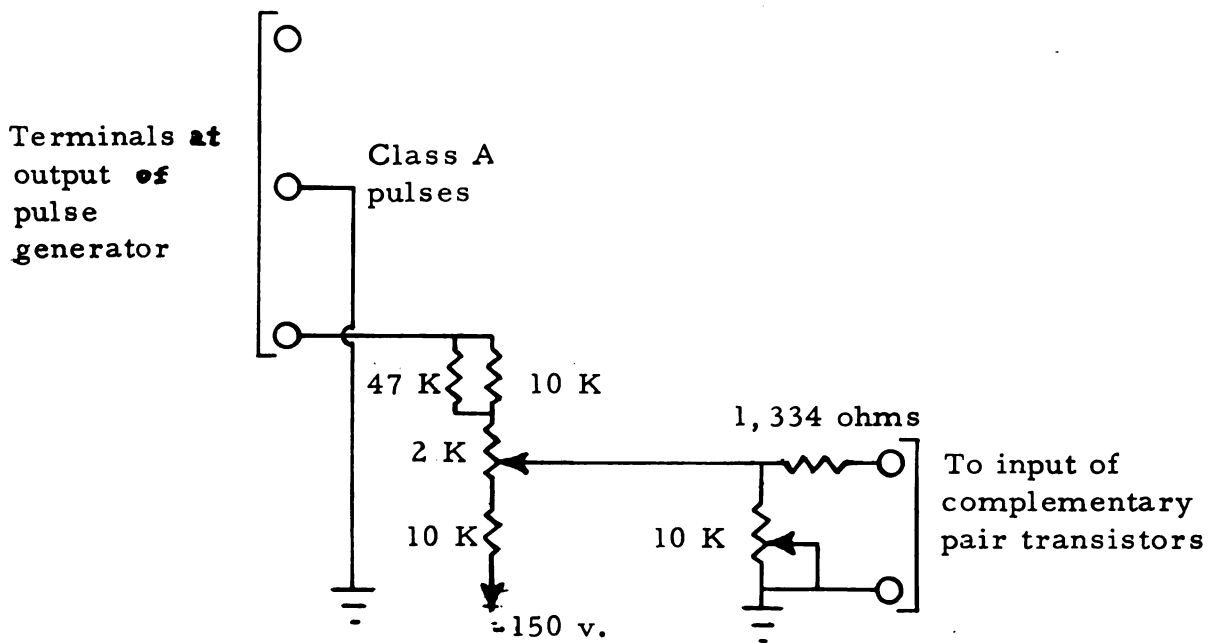 Terminals at
output of
pulse
generator
Class A
pulses
47 K
10 K
2 K
10 K
-150 v.
1,334 ohms
10 K
To input of
complementary
pair transistors